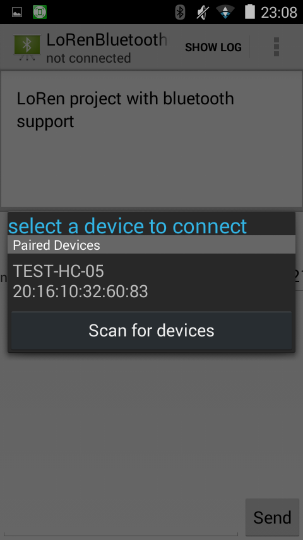 23:08
LoRenBluetooth
SHOW LOG
not connected
LoRen project with bluetooth
support
select a device to connect
Paired Devices
TEST-HC-05
20:16:10:32:60:83
Scan for devices
Send